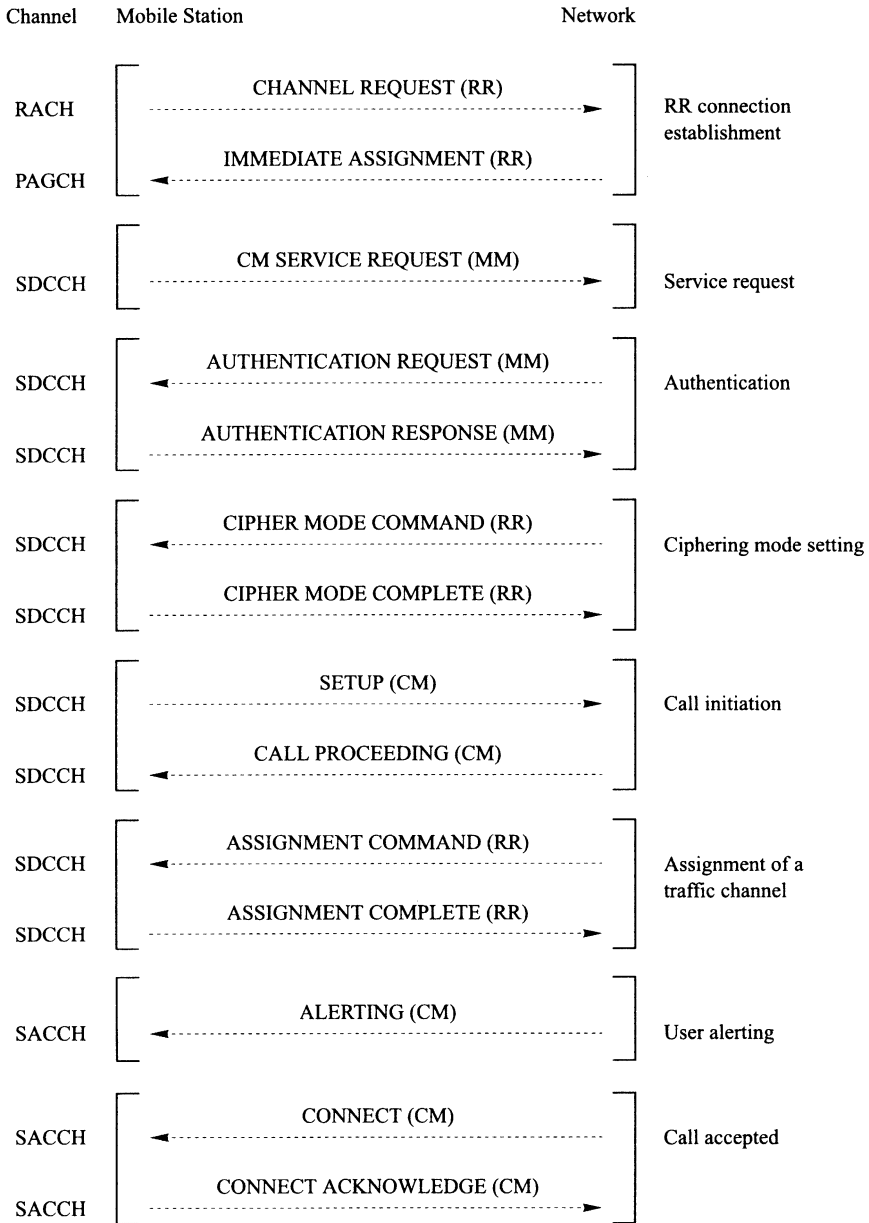 Channel Mobile Station Network
CHANNEL REQUEST (RR)
RACH
RR connection
establishment
IMMEDIATE ASSIGNMENT (RR)
PAGCH
CM SERVICE REQUEST (MM)
SDCCH Service request
AUTHENTICATION REQUEST (MM)
SDCCH Authentication
AUTHENTICATION RESPONSE (MM)
SDCCH
CIPHER MODE COMMAND (RR)
SDCCH Ciphering mode setting
CIPHER MODE COMPLETE (RR)
SDCCH
SETUP (CM)
SDCCH Call initiation
CALL PROCEEDING (CM)
SDCCH
ASSIGNMENT COMMAND (RR)
SDCCH
Assignment of a
traffic channel
ASSIGNMENT COMPLETE (RR)
SDCCH
ALERTING (CM)
SACCH User alerting
CONNECT (CM)
SACCH Call accepted
CONNECT ACKNOWLEDGE (CM)
SACCH